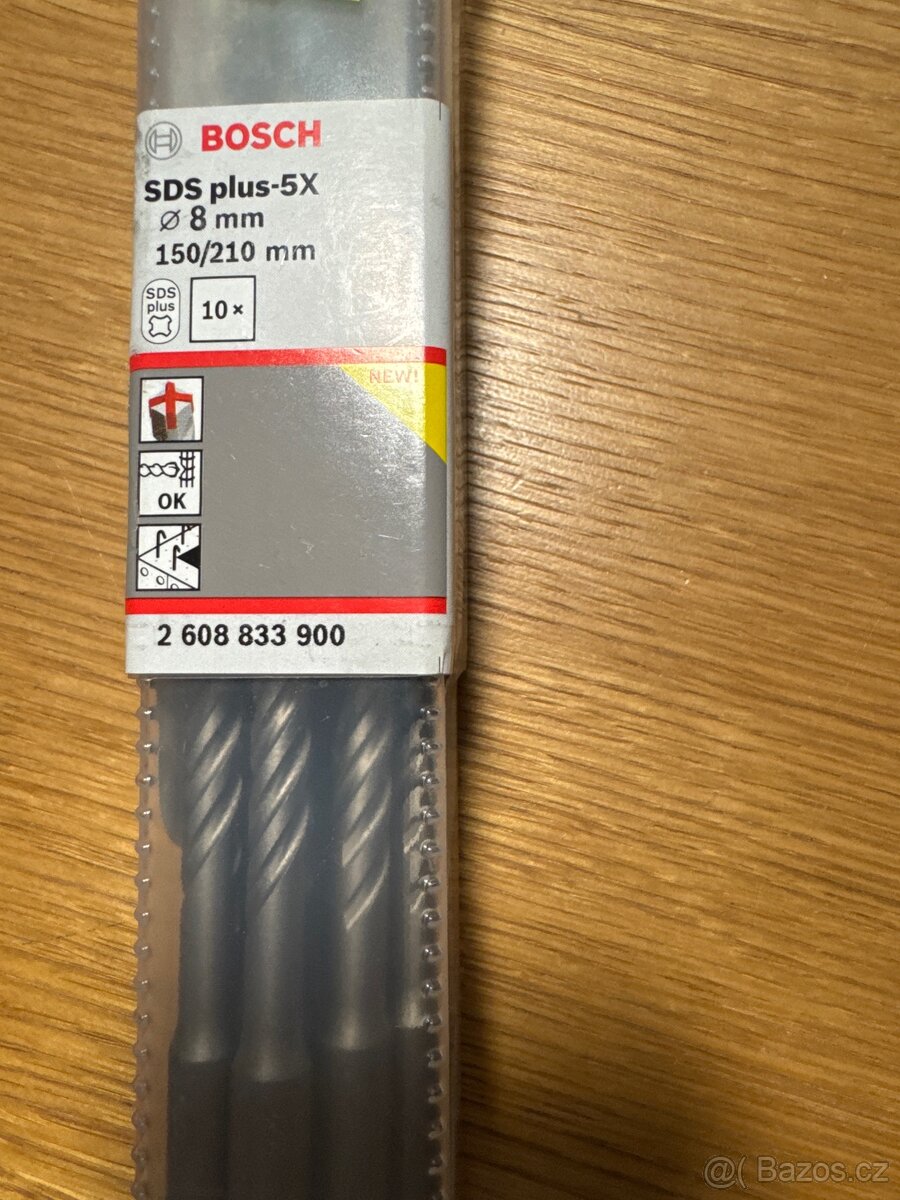 BOSCH
SDS plus-5X
⌀ 8 mm
150/210 mm
SDS
plus
10 ×
NEW!
OK
2 608 833 900
@( Bazos.cz